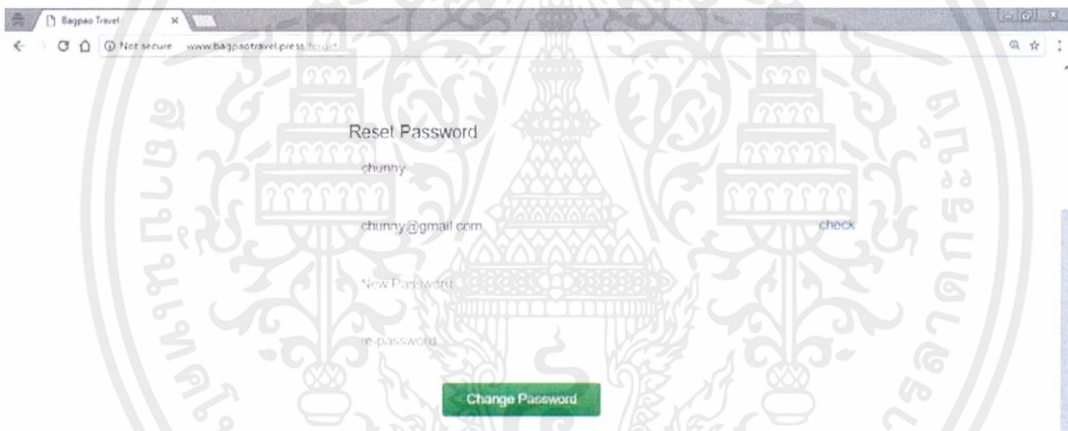 Bagpao Travel
Not secure www.bagpaotravel.press/forget
Reset Password
chunny
chunny@gmail.com
check
New Password
re-password
Change Password